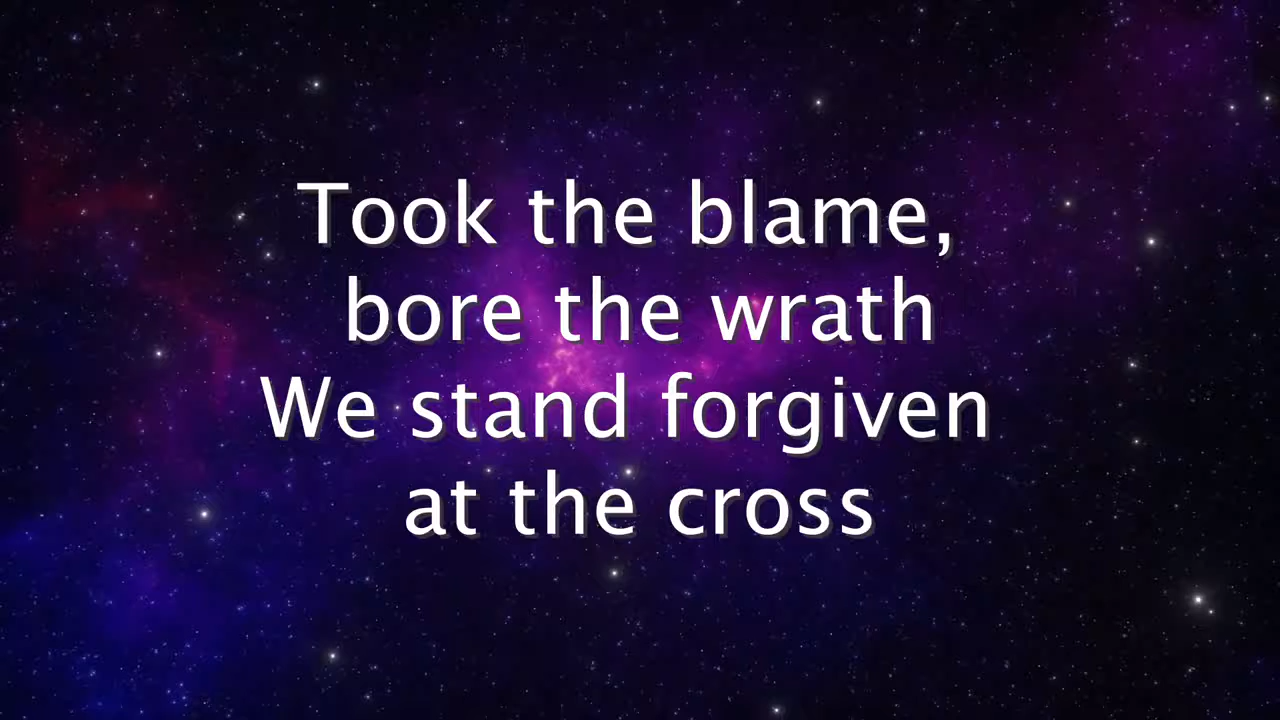 Took the blame,
bore the wrath
We stand forgiven
at the cross